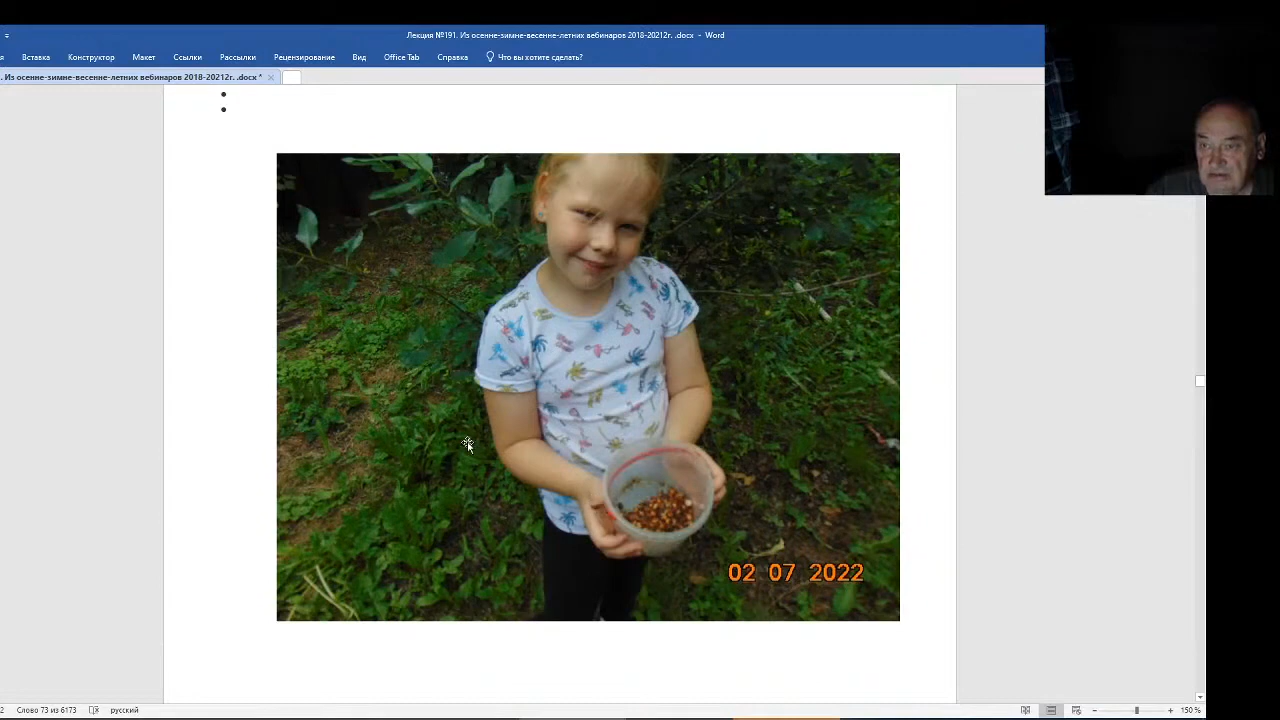 Лекция №191. Из осенне-зимне-весенне-летних вебинаров 2018-20212г. .docx - Word
Вставка Конструктор Макет Ссылки Рассылки Рецензирование Вид Office Tab Справка Что вы хотите сделать?
. Из осенне-зимне-весенне-летних вебинаров 2018-20212г. .docx *
02 07 2022
2 Слово 73 из 6173 русский 150 %